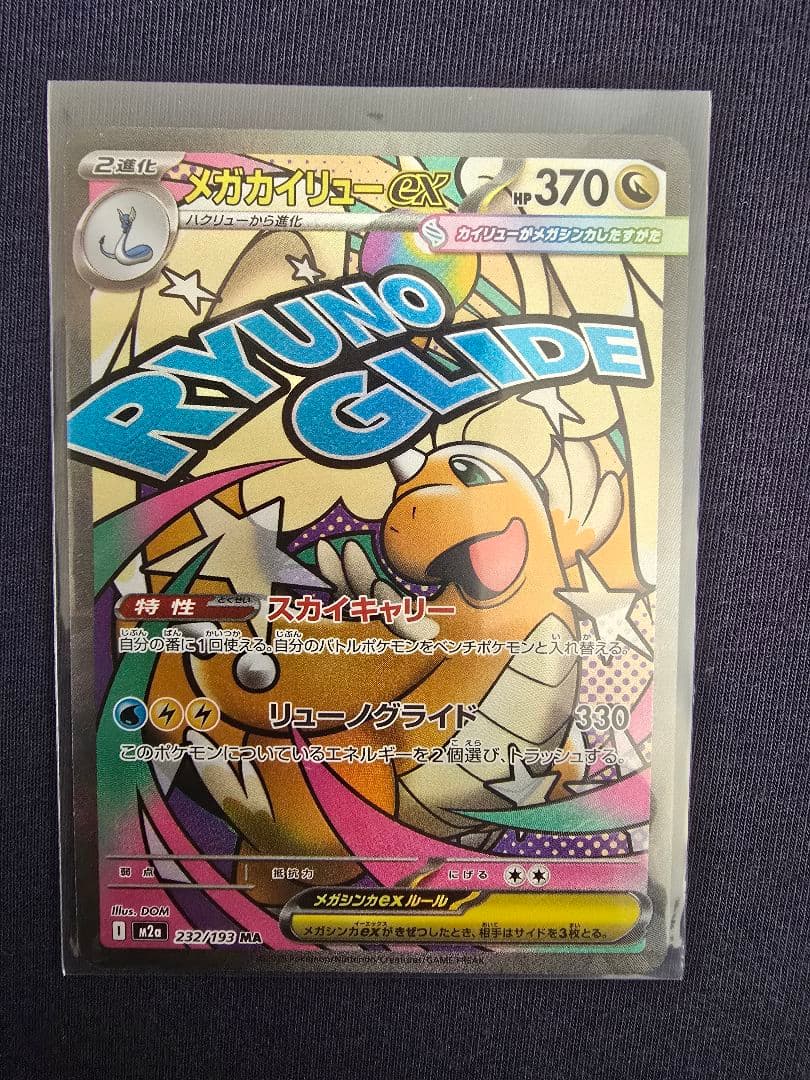 2進化
メガカイリューex
HP370
ハクリューから進化
カイリューがメガシンカしたすがた
RYUNO
GLIDE
特性 とくせい スカイキャリー
自分の番に1回使える。自分のバトルポケモンをベンチポケモンと入れ替える。
リューノグライド 330
このポケモンについているエネルギーを2個選び、トラッシュする。
弱点 抵抗力 にげる
メガシンカexルール
メガシンカexがきぜつしたとき、相手はサイドを3枚とる。
Illus. DOM
I M2a 232/193 MA
Pokémon/Nintendo/Creatures/GAME FREAK